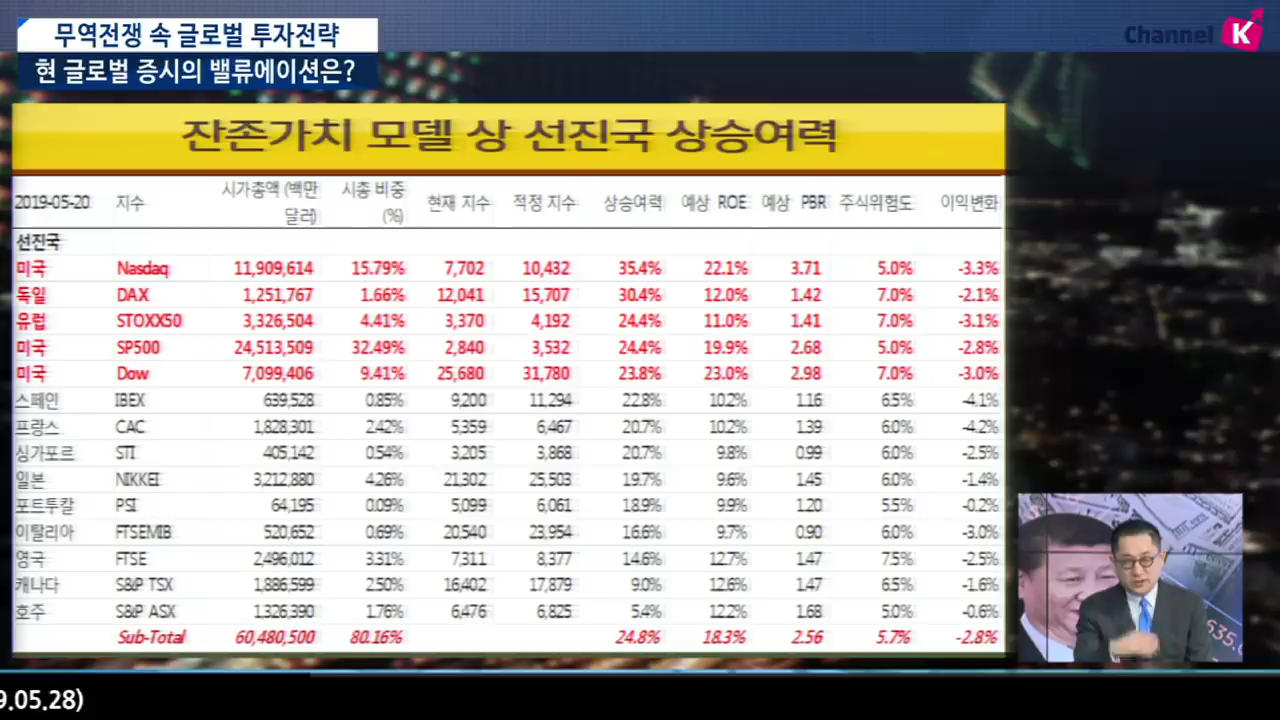 무역전쟁 속 글로벌 투자전략
현 글로벌 증시의 밸류에이션은?
Channel K
잔존가치 모델 상 선진국 상승여력
2019-05-20 지수 시가총액 (백만 달러) 시총 비중 (%) 현재 지수 적정 지수 상승여력 예상 ROE 예상 PBR 주식위험도 이익변화
선진국
미국 Nasdaq 11,909,614 15.79% 7,702 10,432 35.4% 22.1% 3.71 5.0% -3.3%
독일 DAX 1,251,767 1.66% 12,041 15,707 30.4% 12.0% 1.42 7.0% -2.1%
유럽 STOXX50 3,326,504 4.41% 3,370 4,192 24.4% 11.0% 1.41 7.0% -3.1%
미국 SP500 24,513,509 32.49% 2,840 3,532 24.4% 19.9% 2.68 5.0% -2.8%
미국 Dow 7,099,406 9.41% 25,680 31,780 23.8% 23.0% 2.98 7.0% -3.0%
스페인 IBEX 639,528 0.85% 9,200 11,294 22.8% 10.2% 1.16 6.5% -4.1%
프랑스 CAC 1,828,301 2.42% 5,359 6,467 20.7% 10.2% 1.39 6.0% -4.2%
싱가포르 STI 405,142 0.54% 3,205 3,868 20.7% 9.8% 0.99 6.0% -2.5%
일본 NIKKEI 3,212,880 4.26% 21,302 25,503 19.7% 9.6% 1.45 6.0% -1.4%
포트투칼 PSI 64,195 0.09% 5,099 6,061 18.9% 9.9% 1.20 5.5% -0.2%
이탈리아 FTSEMIB 520,652 0.69% 20,540 23,954 16.6% 9.7% 0.90 6.0% -3.0%
영국 FTSE 2,496,012 3.31% 7,311 8,377 14.6% 12.7% 1.47 7.5% -2.5%
캐나다 S&P TSX 1,886,599 2.50% 16,402 17,879 9.0% 12.6% 1.47 6.5% -1.6%
호주 S&P ASX 1,326,390 1.76% 6,476 6,825 5.4% 12.2% 1.68 5.0% -0.6%
Sub-Total 60,480,500 80.16% 24.8% 18.3% 2.56 5.7% -2.8%
635.
9.05.28)